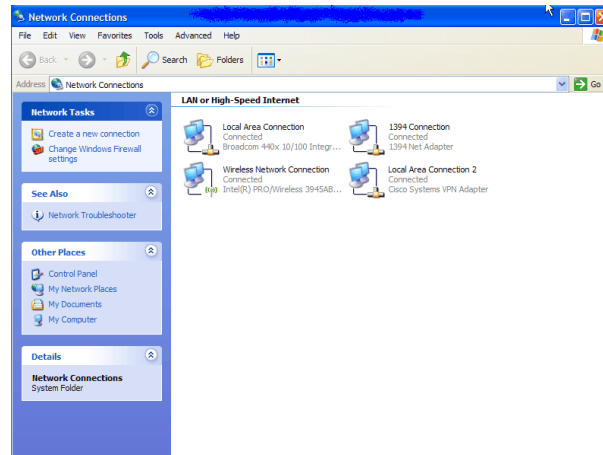 Network Connections
File Edit View Favorites Tools Advanced Help
Back Search Folders
Address Network Connections Go
LAN or High-Speed Internet
Network Tasks
Create a new connection
Change Windows Firewall
settings
See Also
Network Troubleshooter
Other Places
Control Panel
My Network Places
My Documents
My Computer
Details
Network Connections
System Folder
Local Area Connection
Connected
Broadcom 440x 10/100 Integr...
1394 Connection
Connected
1394 Net Adapter
Wireless Network Connection
Connected
Intel(R) PRO/Wireless 3945AB...
Local Area Connection 2
Connected
Cisco Systems VPN Adapter